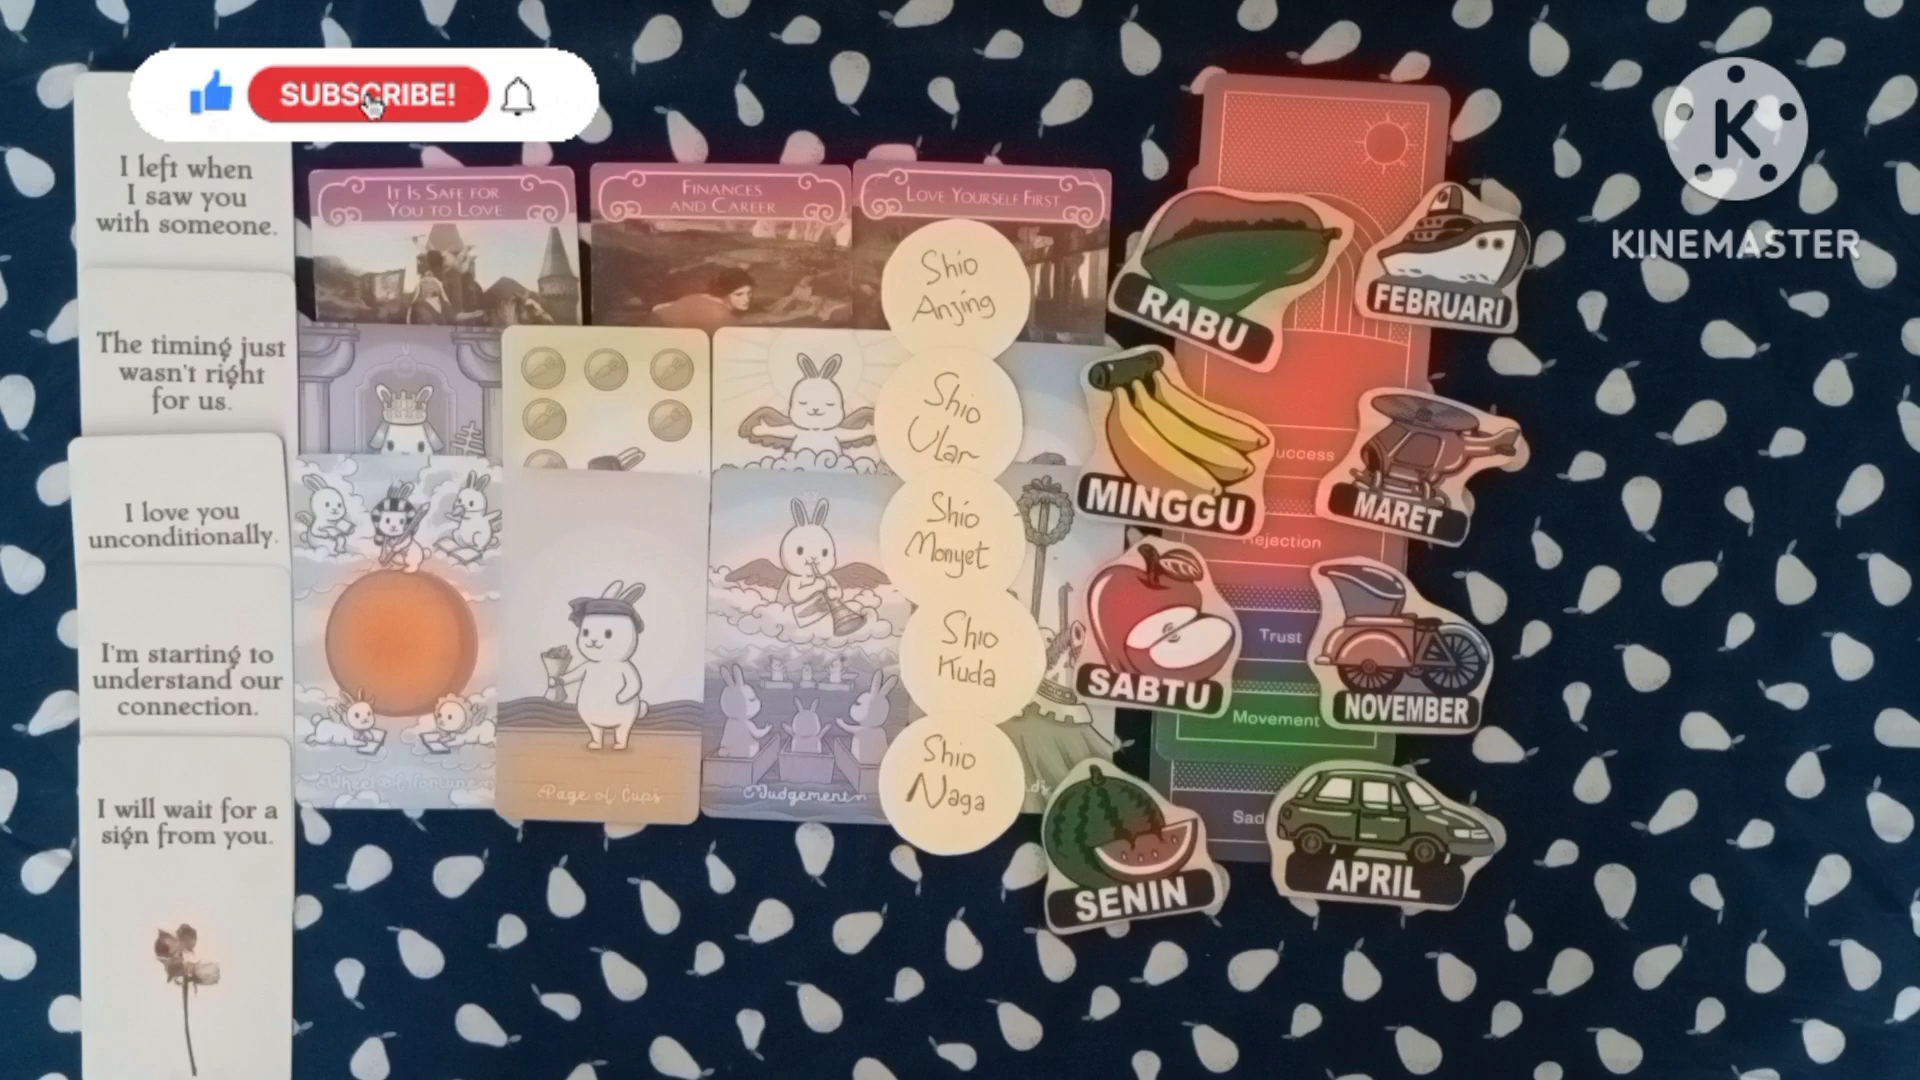 SUBSCRIBE!
KINEMASTER
I left when
I saw you
with someone.
The timing just
wasn't right
for us.
I love you
unconditionally.
I'm starting to
understand our
connection.
I will wait for a
sign from you.
IT IS SAFE FOR
YOU TO LOVE
FINANCES
AND CAREER
LOVE YOURSELF FIRST
Wheel of Fortune
Page of Cups
Judgement
Shio
Anjing
Shio
Ular
Shio
Monyet
Shio
Kuda
Shio
Naga
RABU
MINGGU
SABTU
SENIN
FEBRUARI
MARET
NOVEMBER
APRIL
uccess
Rejection
Trust
Movement
Sad